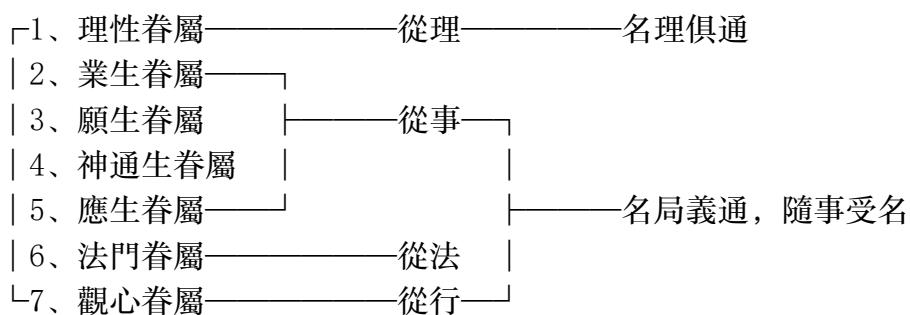 ┌1、理性眷屬────────從理───────名理俱通
│2、業生眷屬───┐
│3、願生眷屬   ├────從事──┐
│4、神通生眷屬 │         │
│5、應生眷屬───┘         ├─────名局義通，隨事受名
│6、法門眷屬────────從法  │
└7、觀心眷屬────────從行──┘